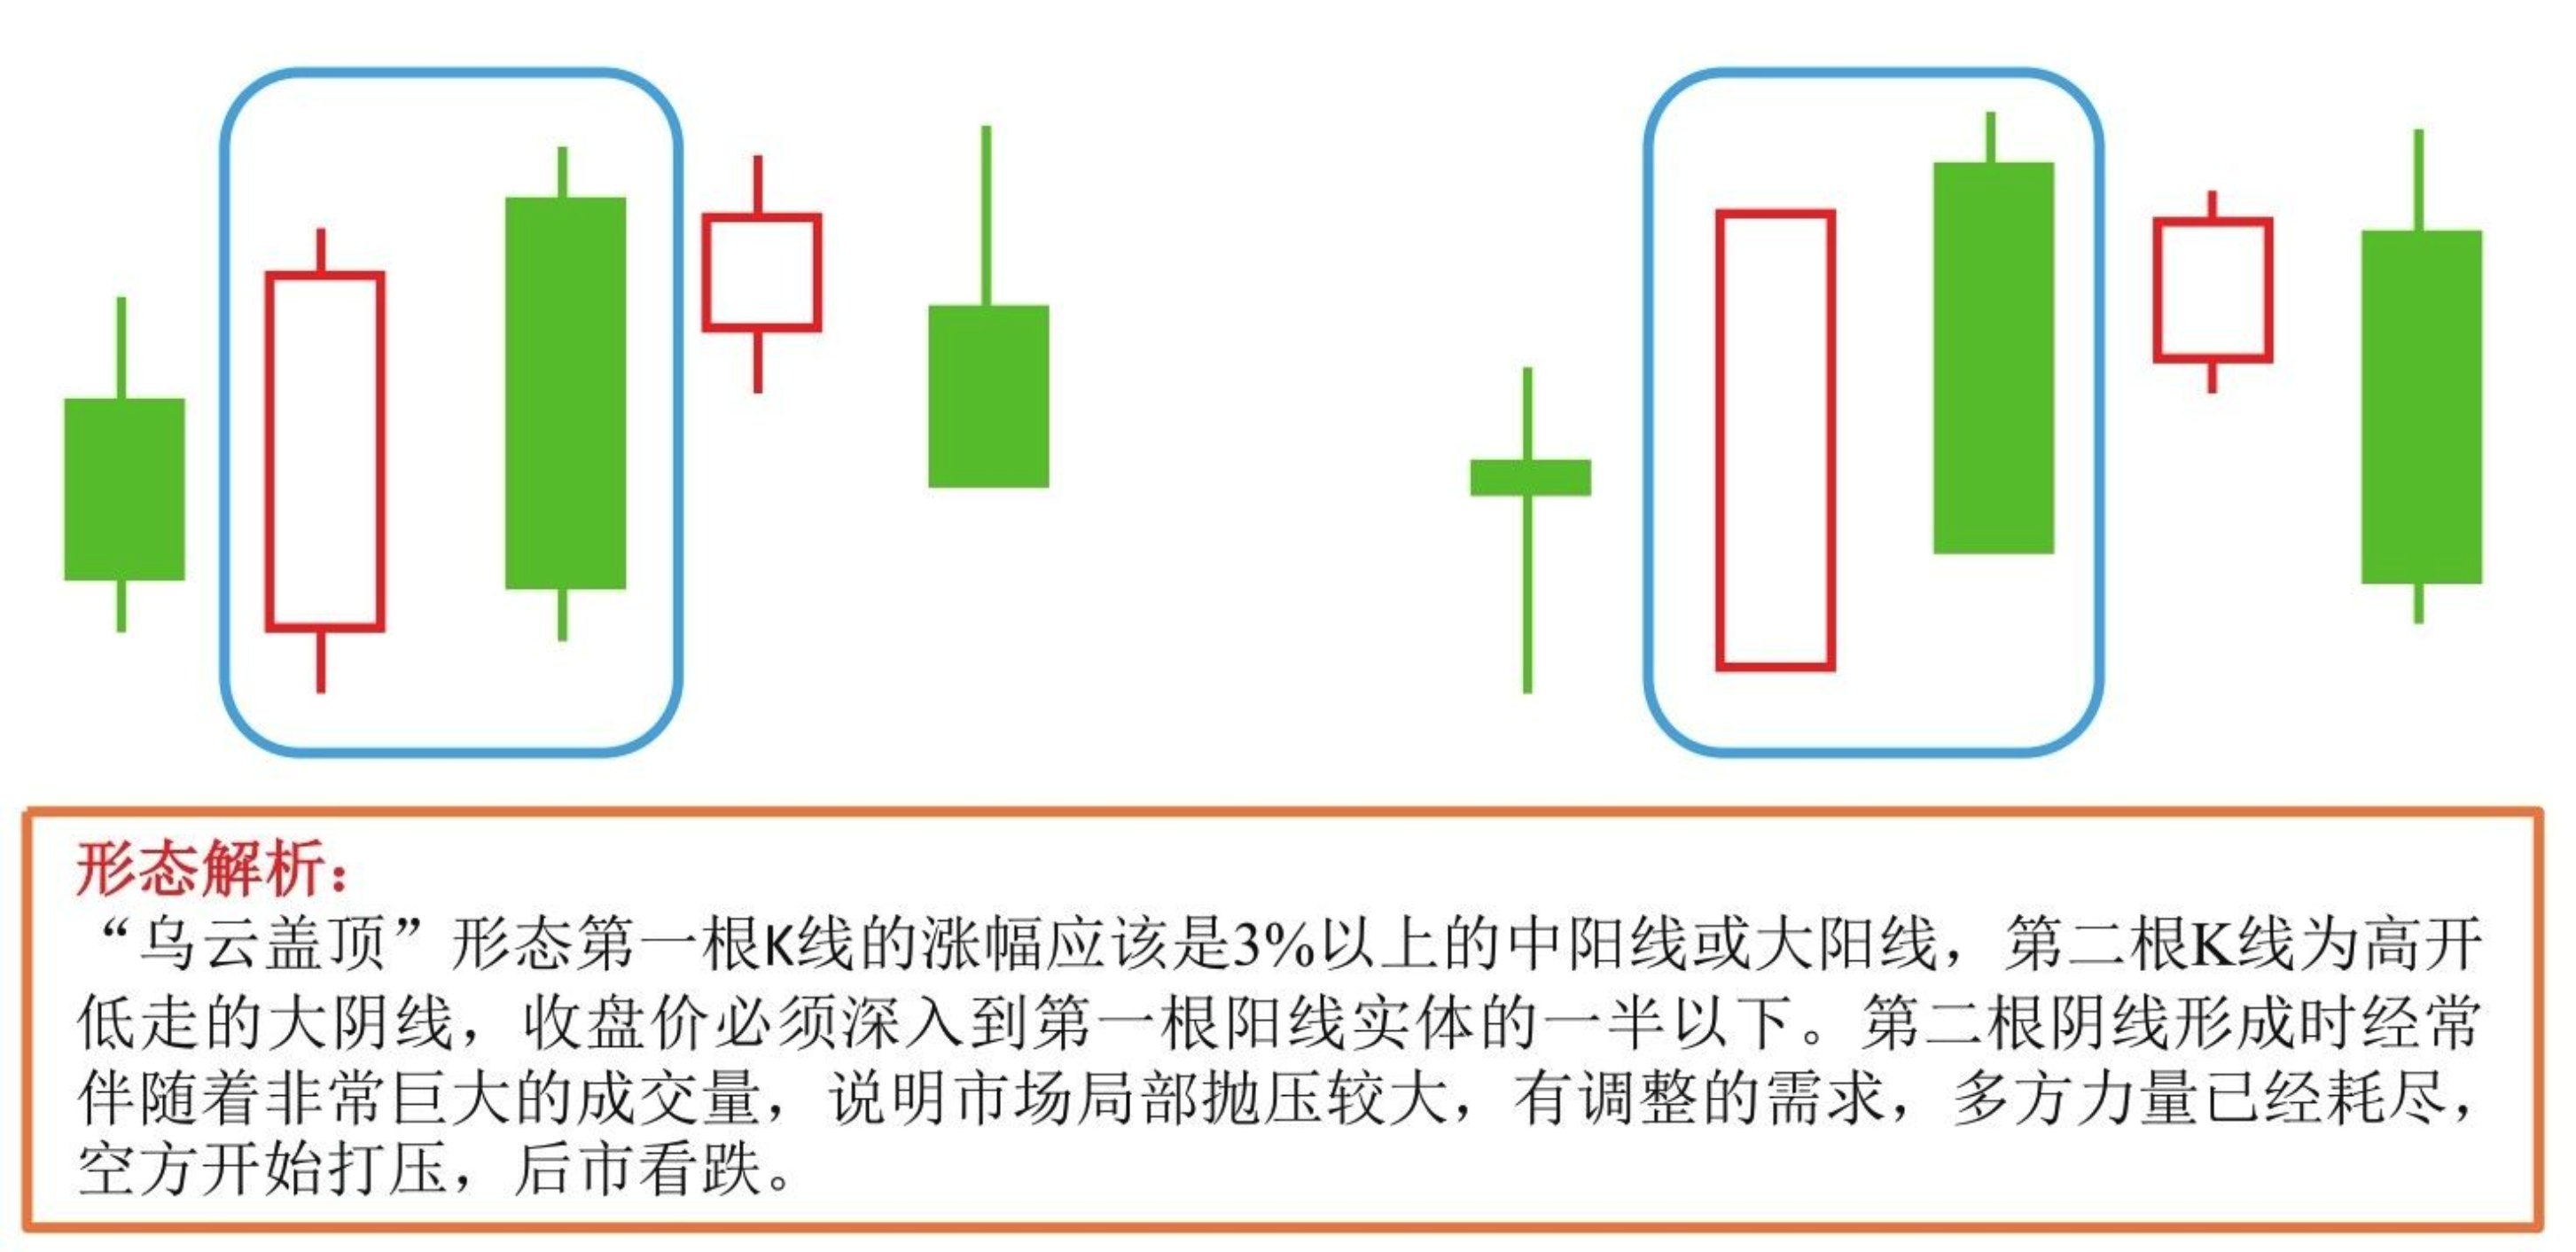 形态解析：
“乌云盖顶”形态第一根K线的涨幅应该是3%以上的中阳线或大阳线，第二根K线为高开
低走的大阴线，收盘价必须深入到第一根阳线实体的一半以下。第二根阴线形成时经常
伴随着非常巨大的成交量，说明市场局部抛压较大，有调整的需求，多方力量已经耗尽，
空方开始打压，后市看跌。